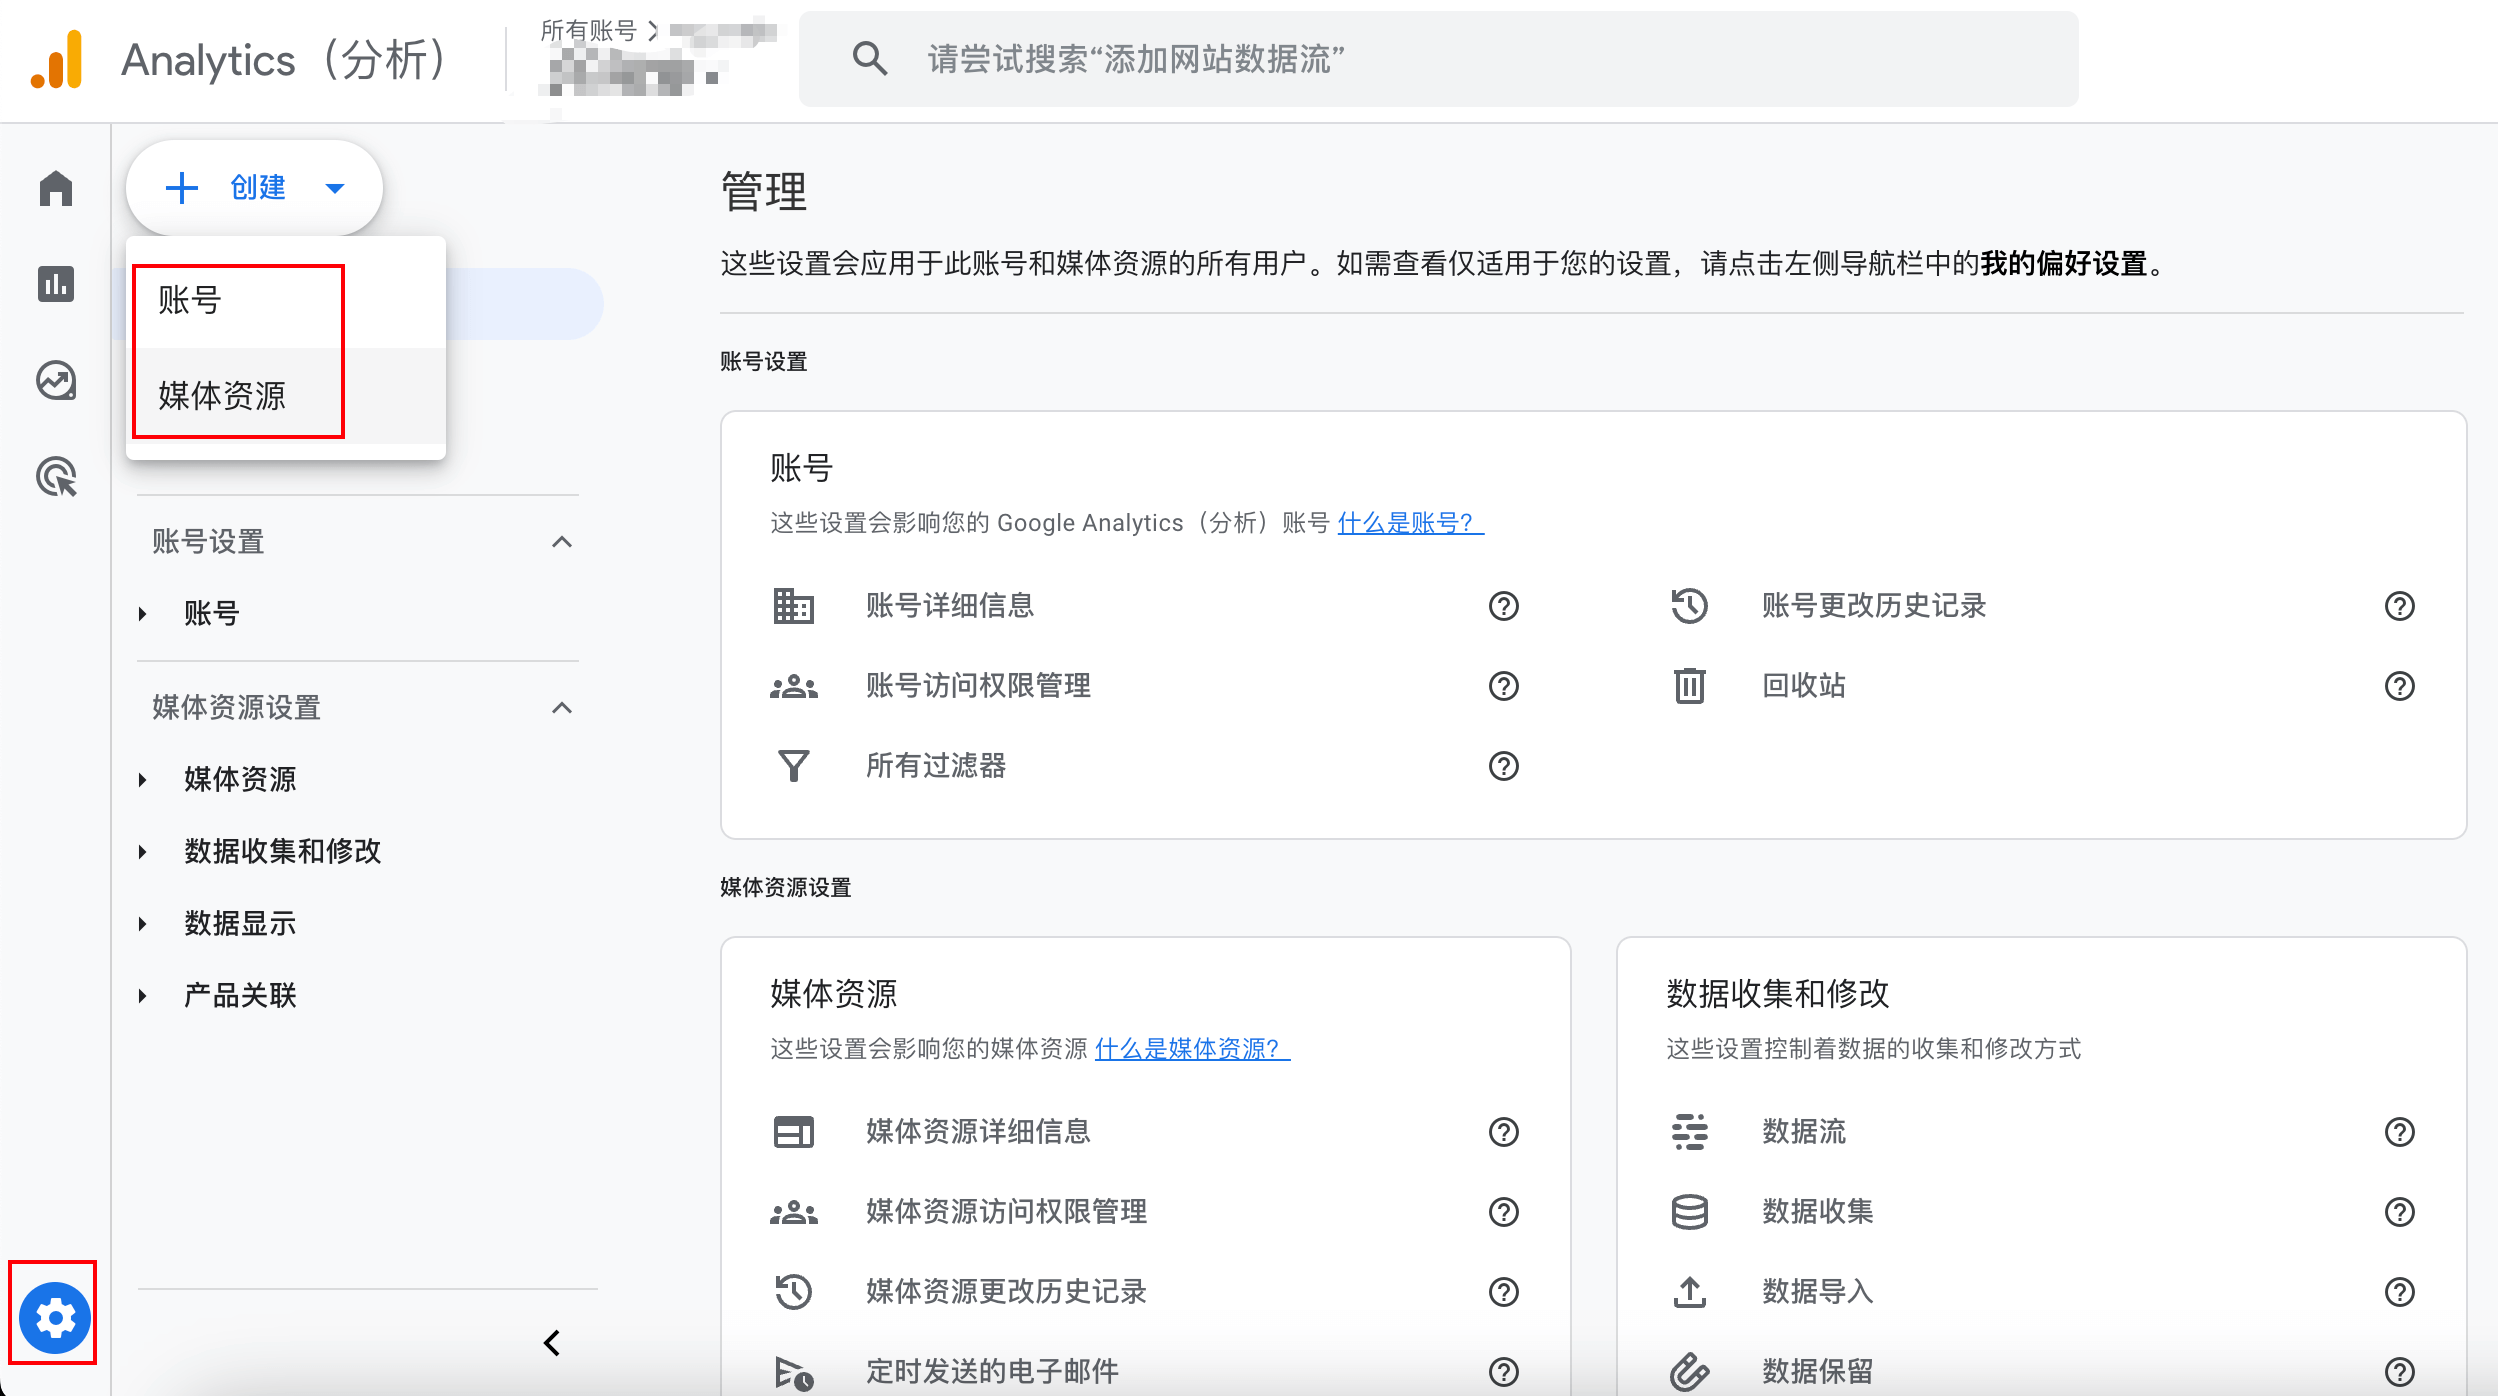 Analytics（分析）
所有账号
请尝试搜索“添加网站数据流”
创建
账号
媒体资源
账号设置
账号
媒体资源设置
媒体资源
数据收集和修改
数据显示
产品关联
管理
这些设置会应用于此账号和媒体资源的所有用户。如需查看仅适用于您的设置，请点击左侧导航栏中的我的偏好设置。
账号设置
账号
这些设置会影响您的 Google Analytics（分析）账号 什么是账号？
账号详细信息
账号更改历史记录
账号访问权限管理
回收站
所有过滤器
媒体资源设置
媒体资源
这些设置会影响您的媒体资源 什么是媒体资源？
媒体资源详细信息
媒体资源访问权限管理
媒体资源更改历史记录
定时发送的电子邮件
数据收集和修改
这些设置控制着数据的收集和修改方式
数据流
数据收集
数据导入
数据保留